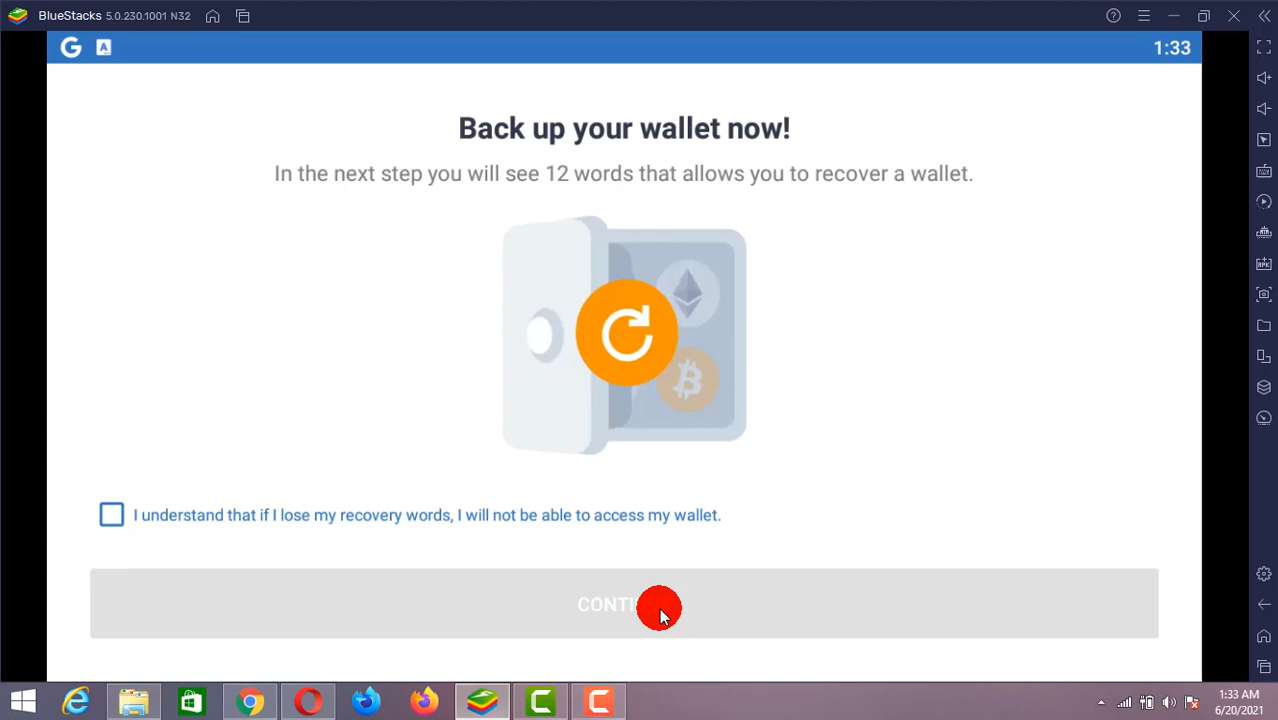 BlueStacks 5.0.230.1001 N32
1:33
Back up your wallet now!
In the next step you will see 12 words that allows you to recover a wallet.
I understand that if I lose my recovery words, I will not be able to access my wallet.
1:33 AM
6/20/2021